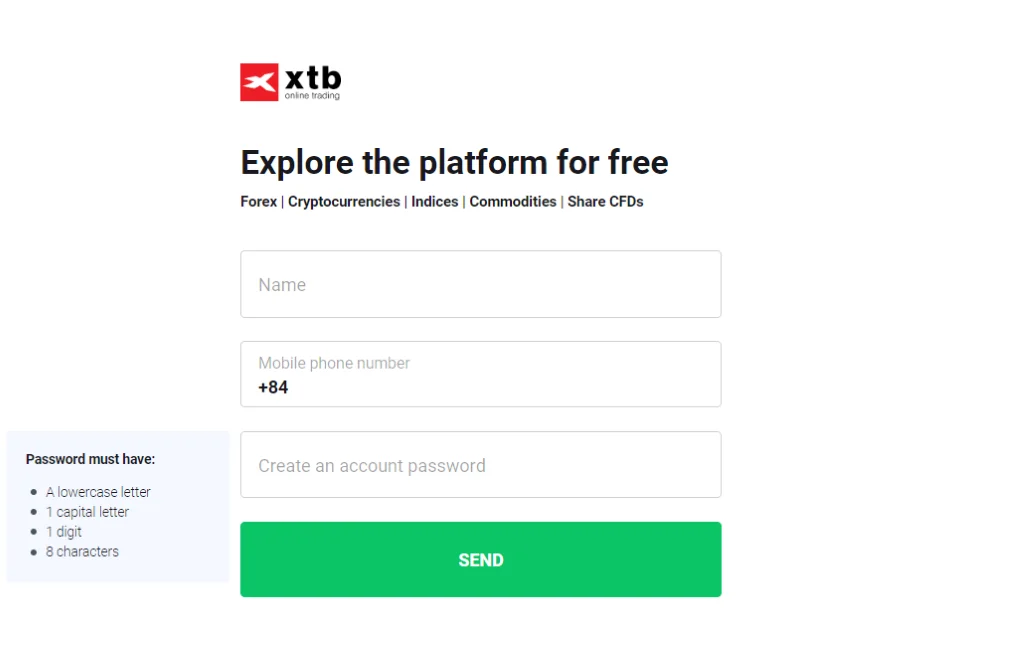 xtb
online trading
Explore the platform for free
Forex | Cryptocurrencies | Indices | Commodities | Share CFDs
Name
Mobile phone number
+84
Password must have:
A lowercase letter
1 capital letter
1 digit
8 characters
Create an account password
SEND